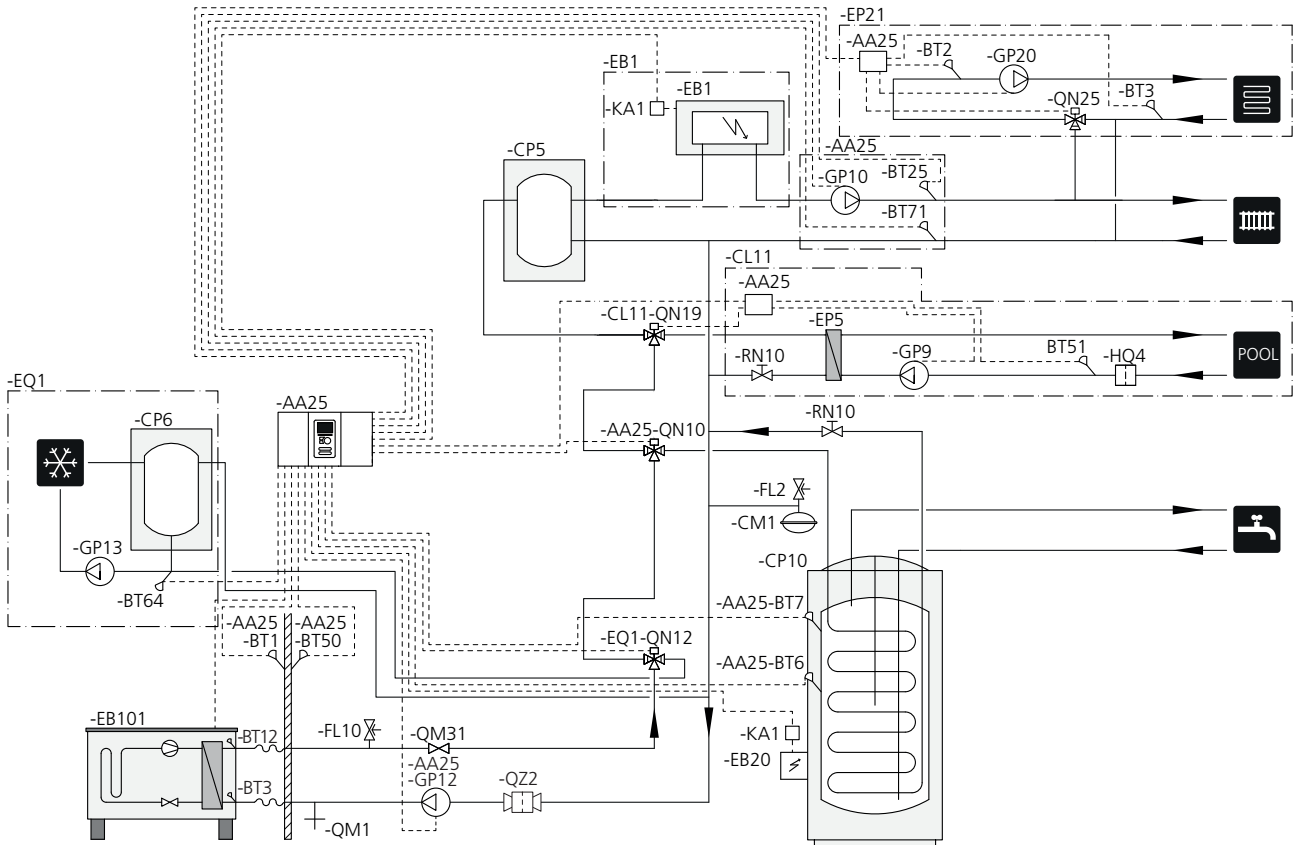 -EP21
-AA25
-BT2
-GP20
-BT3
-QN25
-EB1
-EB1
-KA1
-CP5
-AA25
-GP10
-BT25
-BT71
-CL11
-AA25
-CL11-QN19
-EP5
-RN10
-GP9
BT51
-HQ4
POOL
-EQ1
-CP6
-AA25
-AA25-QN10
-RN10
-FL2
-CM1
-GP13
-BT64
-CP10
-AA25
-BT1
-AA25
-BT50
-AA25-BT7
-EQ1-QN12
-AA25-BT6
-EB101
-BT12
-FL10
-QM31
-KA1
-EB20
-AA25
-GP12
-QZ2
-BT3
-QM1